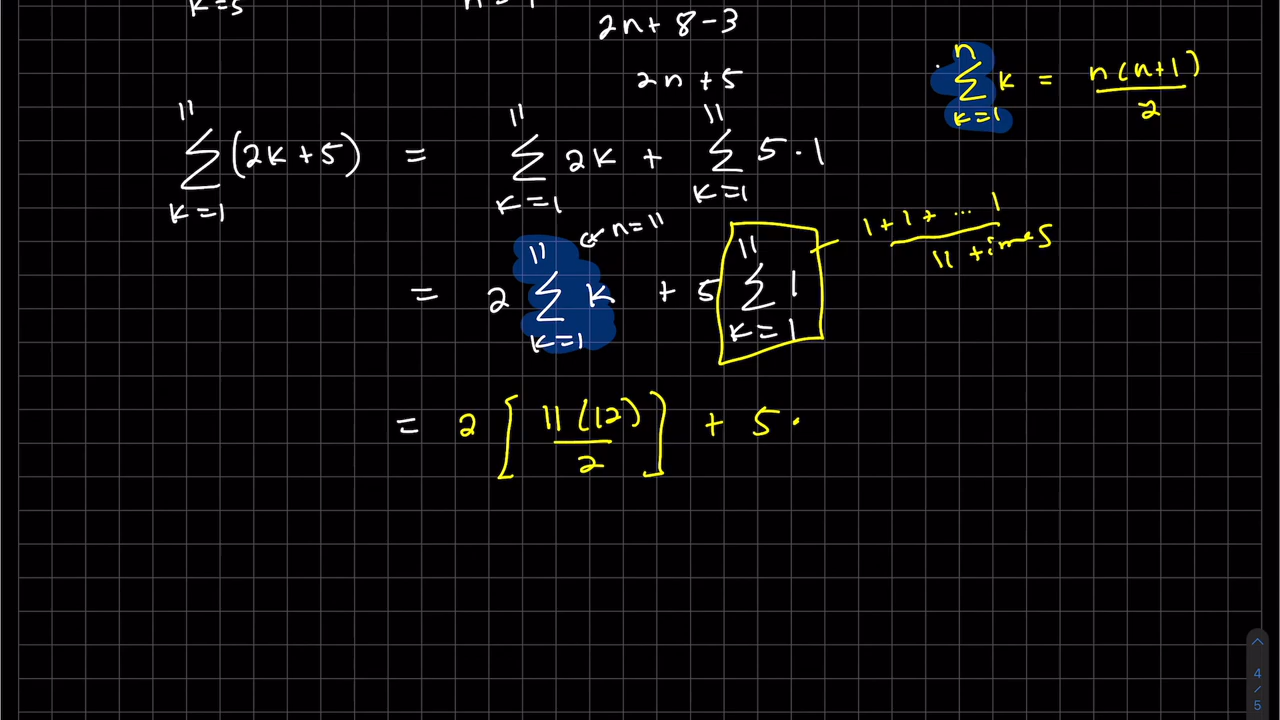 k=5
2n + 8 - 3
2n + 5
n
∑ k = n(n+1)/2
k=1
11
∑ (2k+5) = ∑ 2k + ∑ 5 · 1
k=1
11
k=1
11
k=1
n=11
1 + 1 + ... 1
11 times
11
= 2 ∑ k + 5 ∑ 1
k=1
11
k=1
= 2 [ 11(12)/2 ] + 5 ·
4
/
5